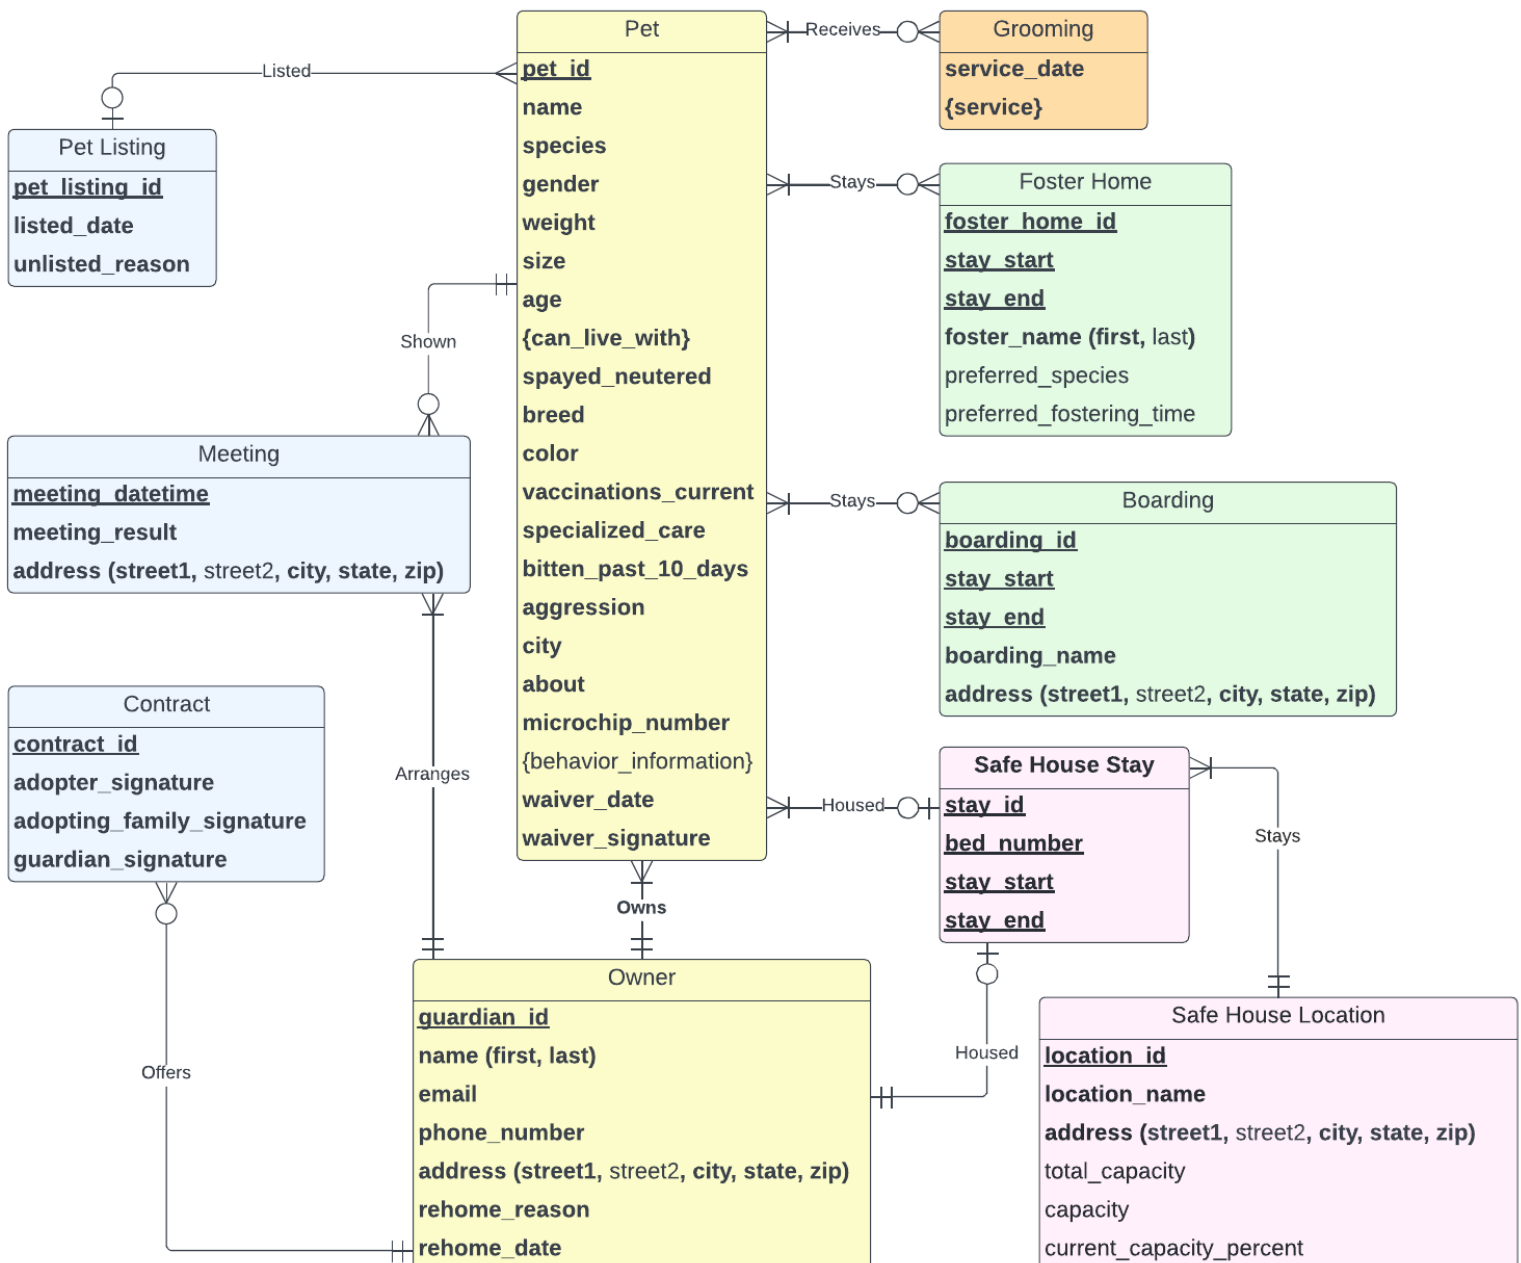 Pet
pet_id
name
species
gender
weight
size
age
{can_live_with}
spayed_neutered
breed
color
vaccinations_current
specialized_care
bitten_past_10_days
aggression
city
about
microchip_number
{behavior_information}
waiver_date
waiver_signature
Receives
Grooming
service_date
{service}
Listed
Pet Listing
pet_listing_id
listed_date
unlisted_reason
Stays
Foster Home
foster_home_id
stay_start
stay_end
foster_name (first, last)
preferred_species
preferred_fostering_time
Shown
Meeting
meeting_datetime
meeting_result
address (street1, street2, city, state, zip)
Stays
Boarding
boarding_id
stay_start
stay_end
boarding_name
address (street1, street2, city, state, zip)
Contract
contract_id
adopter_signature
adopting_family_signature
guardian_signature
Arranges
Housed
Safe House Stay
stay_id
bed_number
stay_start
stay_end
Stays
Owns
Offers
Owner
guardian_id
name (first, last)
email
phone_number
address (street1, street2, city, state, zip)
rehome_reason
rehome_date
Housed
Safe House Location
location_id
location_name
address (street1, street2, city, state, zip)
total_capacity
capacity
current_capacity_percent